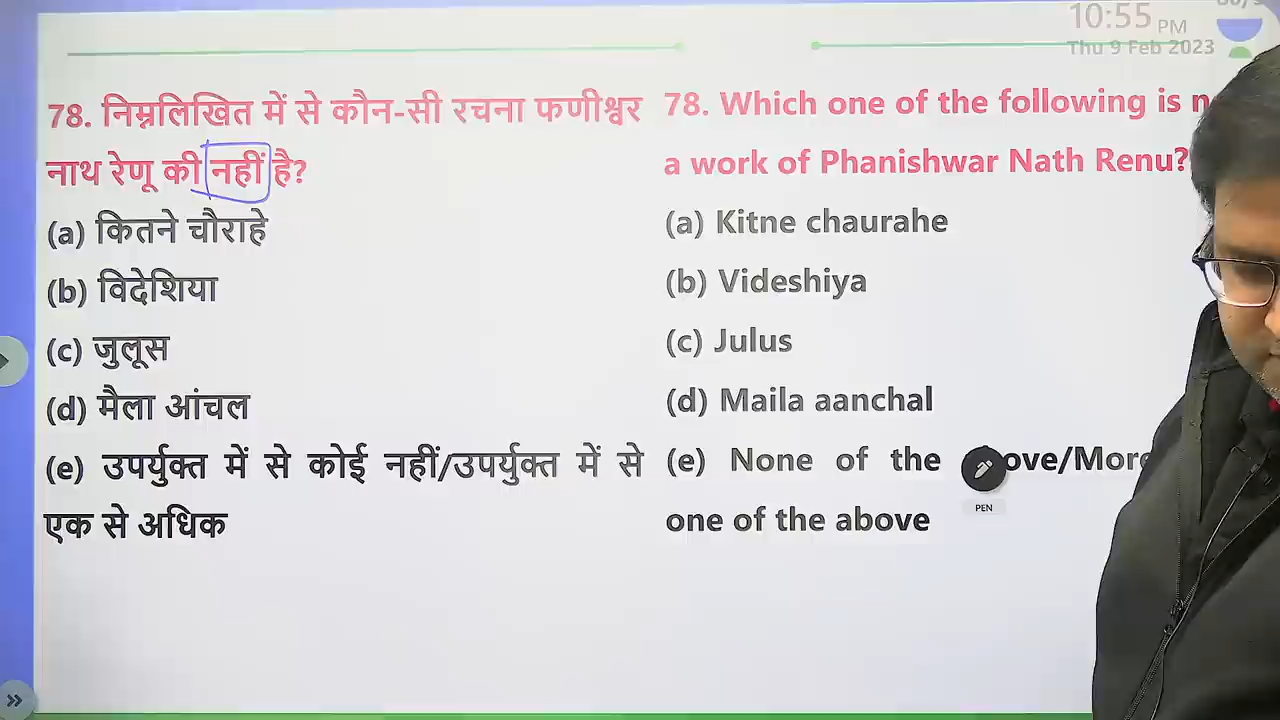 10:55 PM
Thu 9 Feb 2023
78. निम्नलिखित में से कौन-सी रचना फणीश्वर
नाथ रेणू की नहीं है?
(a) कितने चौराहे
(b) विदेशिया
(c) जुलूस
(d) मैला आंचल
(e) उपर्युक्त में से कोई नहीं/उपर्युक्त में से
एक से अधिक
78. Which one of the following is
a work of Phanishwar Nath Renu?
(a) Kitne chaurahe
(b) Videshiya
(c) Julus
(d) Maila aanchal
(e) None of the
one of the above
PEN